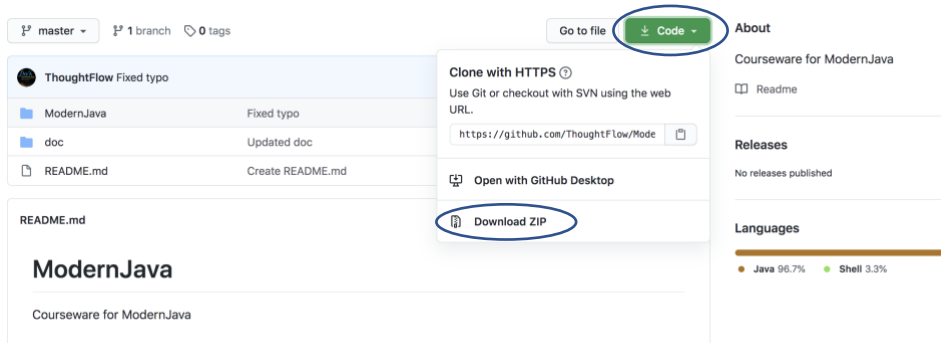 master
1 branch
0 tags
Go to file
Code
ThoughtFlow Fixed typo
ModernJava Fixed typo
doc Updated doc
README.md Create README.md
Clone with HTTPS
Use Git or checkout with SVN using the web
URL.
https://github.com/ThoughtFlow/Mode
Open with GitHub Desktop
Download ZIP
README.md
ModernJava
Courseware for ModernJava
About
Courseware for ModernJava
Readme
Releases
No releases published
Languages
Java 96.7% Shell 3.3%